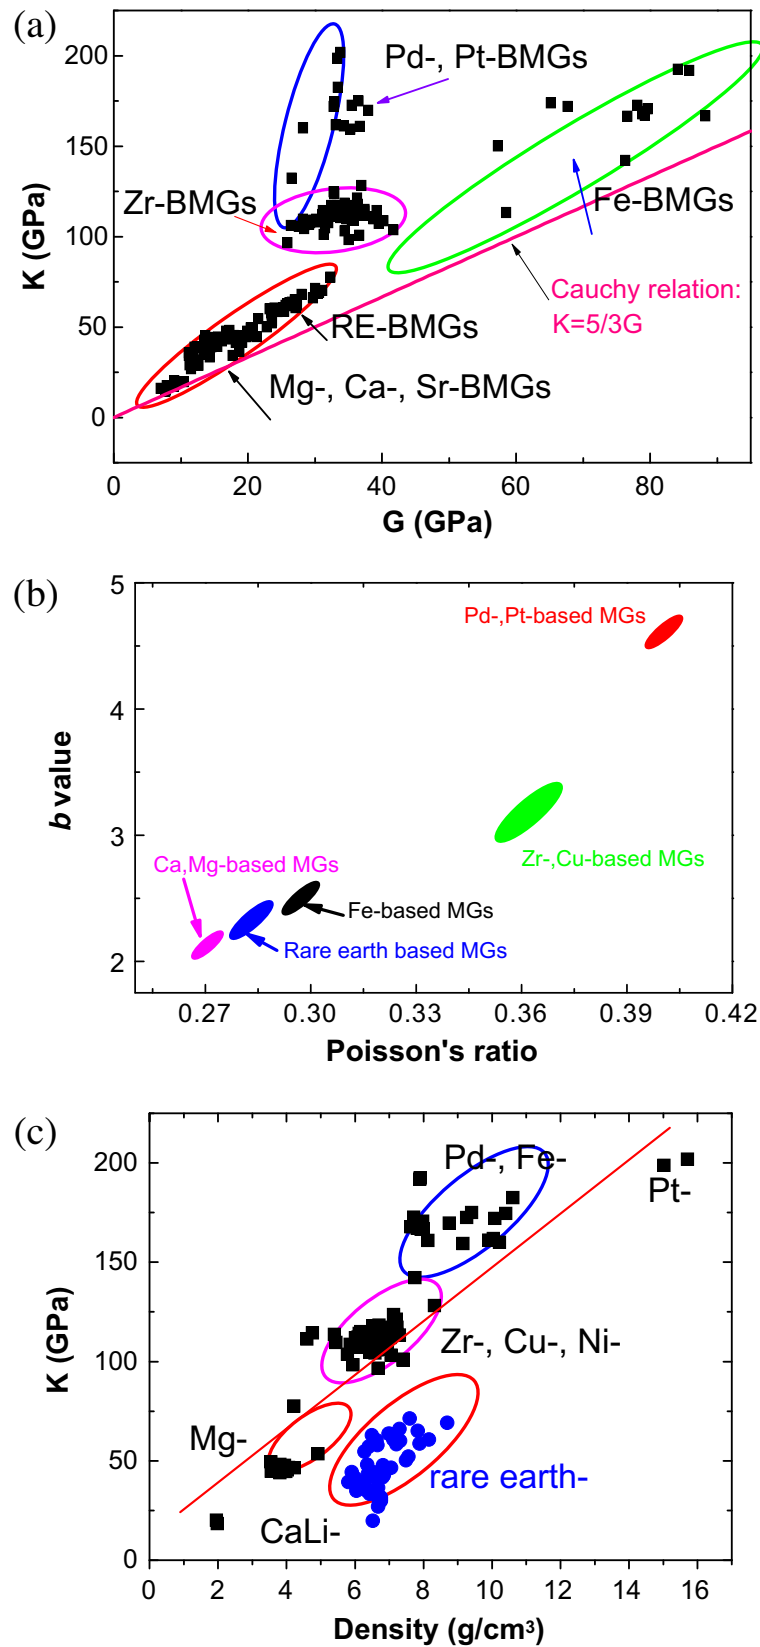 (a)
200
150
100
50
0
K (GPa)
Pd-, Pt-BMGs
Zr-BMGs
Fe-BMGs
Cauchy relation:
K=5/3G
RE-BMGs
Mg-, Ca-, Sr-BMGs
0 20 40 60 80
G (GPa)
(b)
5
4
3
2
b value
Pd-,Pt-based MGs
Zr-,Cu-based MGs
Ca,Mg-based MGs
Fe-based MGs
Rare earth based MGs
0.27 0.30 0.33 0.36 0.39 0.42
Poisson's ratio
(c)
200
150
100
50
0
K (GPa)
Pd-, Fe-
Pt-
Zr-, Cu-, Ni-
Mg-
rare earth-
CaLi-
0 2 4 6 8 10 12 14 16
Density (g/cm³)